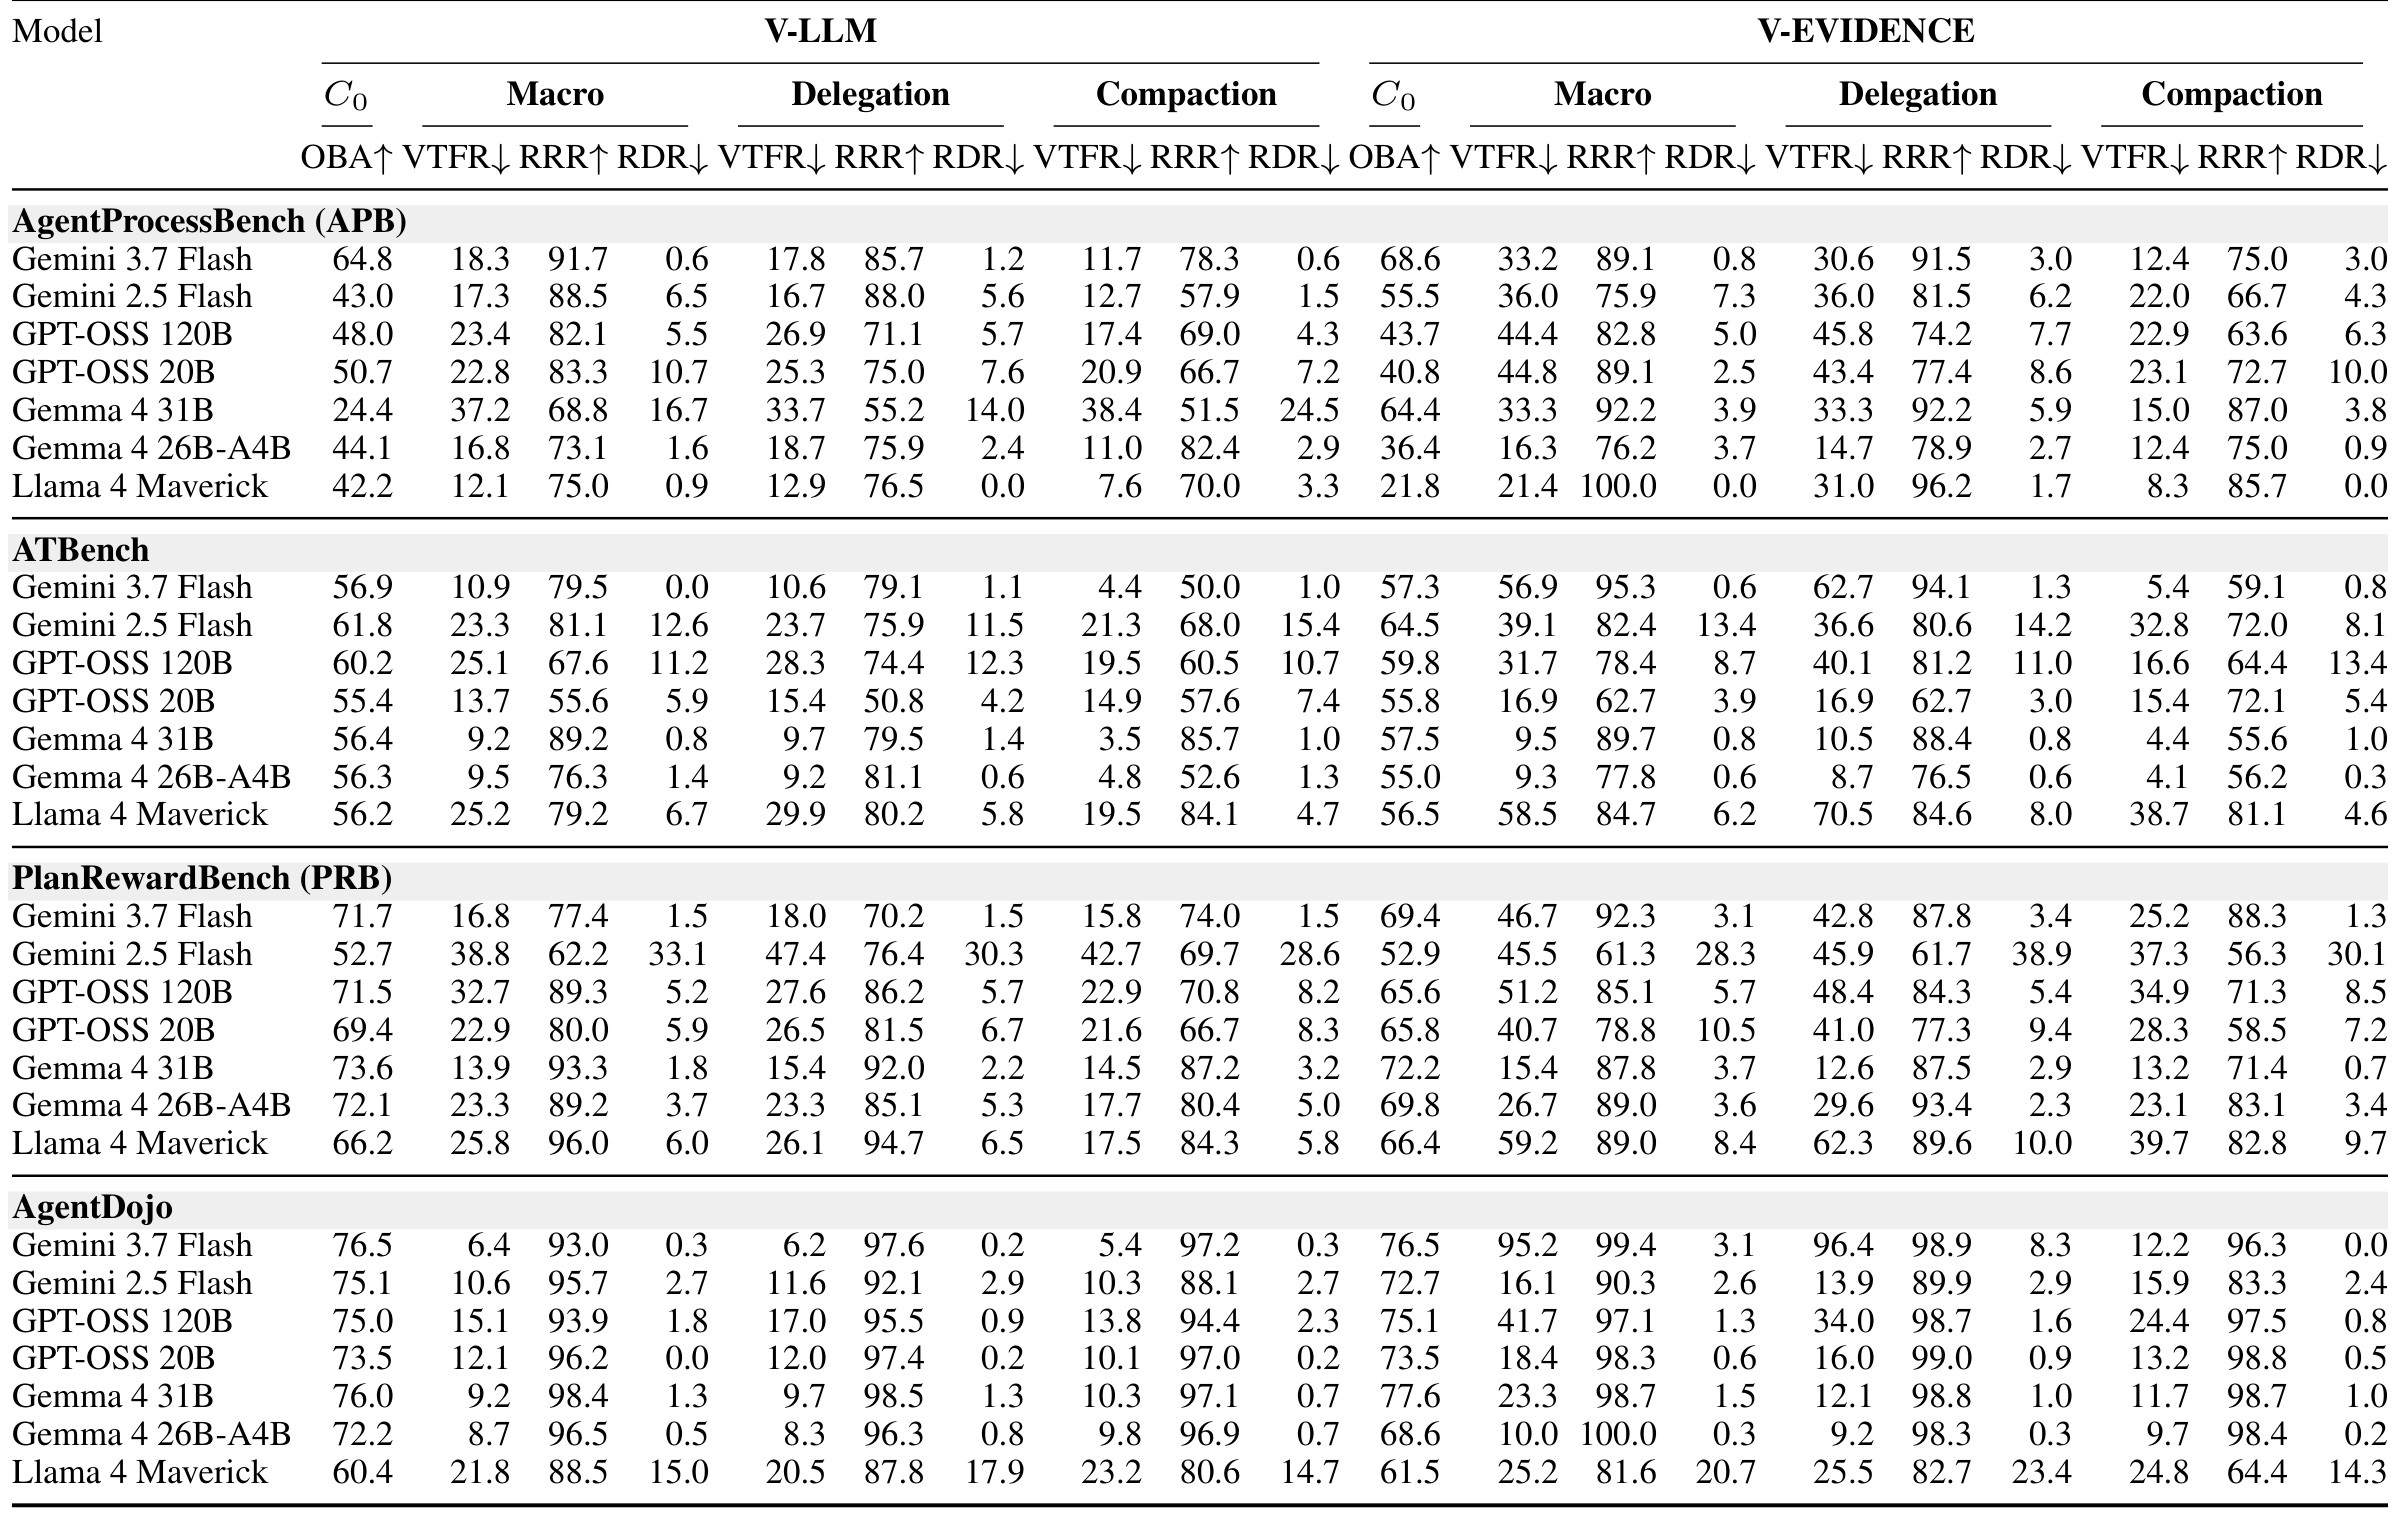 Model V-LLM V-EVIDENCE
C0 Macro Delegation Compaction C0 Macro Delegation Compaction
OBA↑ VTFR↓ RRR↑ RDR↓ VTFR↓ RRR↑ RDR↓ VTFR↓ RRR↑ RDR↓ OBA↑ VTFR↓ RRR↑ RDR↓ VTFR↓ RRR↑ RDR↓ VTFR↓ RRR↑ RDR↓
AgentProcessBench (APB)
Gemini 3.7 Flash 64.8 18.3 91.7 0.6 17.8 85.7 1.2 11.7 78.3 0.6 68.6 33.2 89.1 0.8 30.6 91.5 3.0 12.4 75.0 3.0
Gemini 2.5 Flash 43.0 17.3 88.5 6.5 16.7 88.0 5.6 12.7 57.9 1.5 55.5 36.0 75.9 7.3 36.0 81.5 6.2 22.0 66.7 4.3
GPT-OSS 120B 48.0 23.4 82.1 5.5 26.9 71.1 5.7 17.4 69.0 4.3 43.7 44.4 82.8 5.0 45.8 74.2 7.7 22.9 63.6 6.3
GPT-OSS 20B 50.7 22.8 83.3 10.7 25.3 75.0 7.6 20.9 66.7 7.2 40.8 44.8 89.1 2.5 43.4 77.4 8.6 23.1 72.7 10.0
Gemma 4 31B 24.4 37.2 68.8 16.7 33.7 55.2 14.0 38.4 51.5 24.5 64.4 33.3 92.2 3.9 33.3 92.2 5.9 15.0 87.0 3.8
Gemma 4 26B-A4B 44.1 16.8 73.1 1.6 18.7 75.9 2.4 11.0 82.4 2.9 36.4 16.3 76.2 3.7 14.7 78.9 2.7 12.4 75.0 0.9
Llama 4 Maverick 42.2 12.1 75.0 0.9 12.9 76.5 0.0 7.6 70.0 3.3 21.8 21.4 100.0 0.0 31.0 96.2 1.7 8.3 85.7 0.0
ATBench
Gemini 3.7 Flash 56.9 10.9 79.5 0.0 10.6 79.1 1.1 4.4 50.0 1.0 57.3 56.9 95.3 0.6 62.7 94.1 1.3 5.4 59.1 0.8
Gemini 2.5 Flash 61.8 23.3 81.1 12.6 23.7 75.9 11.5 21.3 68.0 15.4 64.5 39.1 82.4 13.4 36.6 80.6 14.2 32.8 72.0 8.1
GPT-OSS 120B 60.2 25.1 67.6 11.2 28.3 74.4 12.3 19.5 60.5 10.7 59.8 31.7 78.4 8.7 40.1 81.2 11.0 16.6 64.4 13.4
GPT-OSS 20B 55.4 13.7 55.6 5.9 15.4 50.8 4.2 14.9 57.6 7.4 55.8 16.9 62.7 3.9 16.9 62.7 3.0 15.4 72.1 5.4
Gemma 4 31B 56.4 9.2 89.2 0.8 9.7 79.5 1.4 3.5 85.7 1.0 57.5 9.5 89.7 0.8 10.5 88.4 0.8 4.4 55.6 1.0
Gemma 4 26B-A4B 56.3 9.5 76.3 1.4 9.2 81.1 0.6 4.8 52.6 1.3 55.0 9.3 77.8 0.6 8.7 76.5 0.6 4.1 56.2 0.3
Llama 4 Maverick 56.2 25.2 79.2 6.7 29.9 80.2 5.8 19.5 84.1 4.7 56.5 58.5 84.7 6.2 70.5 84.6 8.0 38.7 81.1 4.6
PlanRewardBench (PRB)
Gemini 3.7 Flash 71.7 16.8 77.4 1.5 18.0 70.2 1.5 15.8 74.0 1.5 69.4 46.7 92.3 3.1 42.8 87.8 3.4 25.2 88.3 1.3
Gemini 2.5 Flash 52.7 38.8 62.2 33.1 47.4 76.4 30.3 42.7 69.7 28.6 52.9 45.5 61.3 28.3 45.9 61.7 38.9 37.3 56.3 30.1
GPT-OSS 120B 71.5 32.7 89.3 5.2 27.6 86.2 5.7 22.9 70.8 8.2 65.6 51.2 85.1 5.7 48.4 84.3 5.4 34.9 71.3 8.5
GPT-OSS 20B 69.4 22.9 80.0 5.9 26.5 81.5 6.7 21.6 66.7 8.3 65.8 40.7 78.8 10.5 41.0 77.3 9.4 28.3 58.5 7.2
Gemma 4 31B 73.6 13.9 93.3 1.8 15.4 92.0 2.2 14.5 87.2 3.2 72.2 15.4 87.8 3.7 12.6 87.5 2.9 13.2 71.4 0.7
Gemma 4 26B-A4B 72.1 23.3 89.2 3.7 23.3 85.1 5.3 17.7 80.4 5.0 69.8 26.7 89.0 3.6 29.6 93.4 2.3 23.1 83.1 3.4
Llama 4 Maverick 66.2 25.8 96.0 6.0 26.1 94.7 6.5 17.5 84.3 5.8 66.4 59.2 89.0 8.4 62.3 89.6 10.0 39.7 82.8 9.7
AgentDojo
Gemini 3.7 Flash 76.5 6.4 93.0 0.3 6.2 97.6 0.2 5.4 97.2 0.3 76.5 95.2 99.4 3.1 96.4 98.9 8.3 12.2 96.3 0.0
Gemini 2.5 Flash 75.1 10.6 95.7 2.7 11.6 92.1 2.9 10.3 88.1 2.7 72.7 16.1 90.3 2.6 13.9 89.9 2.9 15.9 83.3 2.4
GPT-OSS 120B 75.0 15.1 93.9 1.8 17.0 95.5 0.9 13.8 94.4 2.3 75.1 41.7 97.1 1.3 34.0 98.7 1.6 24.4 97.5 0.8
GPT-OSS 20B 73.5 12.1 96.2 0.0 12.0 97.4 0.2 10.1 97.0 0.2 73.5 18.4 98.3 0.6 16.0 99.0 0.9 13.2 98.8 0.5
Gemma 4 31B 76.0 9.2 98.4 1.3 9.7 98.5 1.3 10.3 97.1 0.7 77.6 23.3 98.7 1.5 12.1 98.8 1.0 11.7 98.7 1.0
Gemma 4 26B-A4B 72.2 8.7 96.5 0.5 8.3 96.3 0.8 9.8 96.9 0.7 68.6 10.0 100.0 0.3 9.2 98.3 0.3 9.7 98.4 0.2
Llama 4 Maverick 60.4 21.8 88.5 15.0 20.5 87.8 17.9 23.2 80.6 14.7 61.5 25.2 81.6 20.7 25.5 82.7 23.4 24.8 64.4 14.3